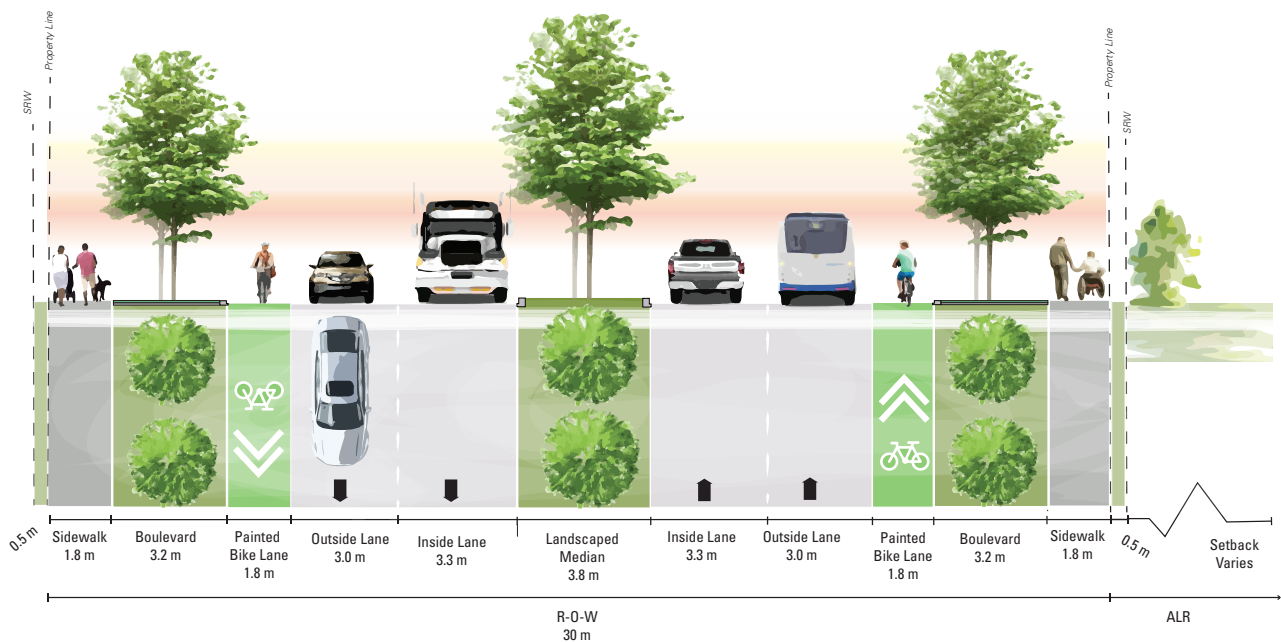 SRW
Property Line
Property Line
SRW
0.5 m
Sidewalk
1.8 m
Boulevard
3.2 m
Painted
Bike Lane
1.8 m
Outside Lane
3.0 m
Inside Lane
3.3 m
Landscaped
Median
3.8 m
Inside Lane
3.3 m
Outside Lane
3.0 m
Painted
Bike Lane
1.8 m
Boulevard
3.2 m
Sidewalk
1.8 m
0.5 m
Setback
Varies
R-O-W
30 m
ALR